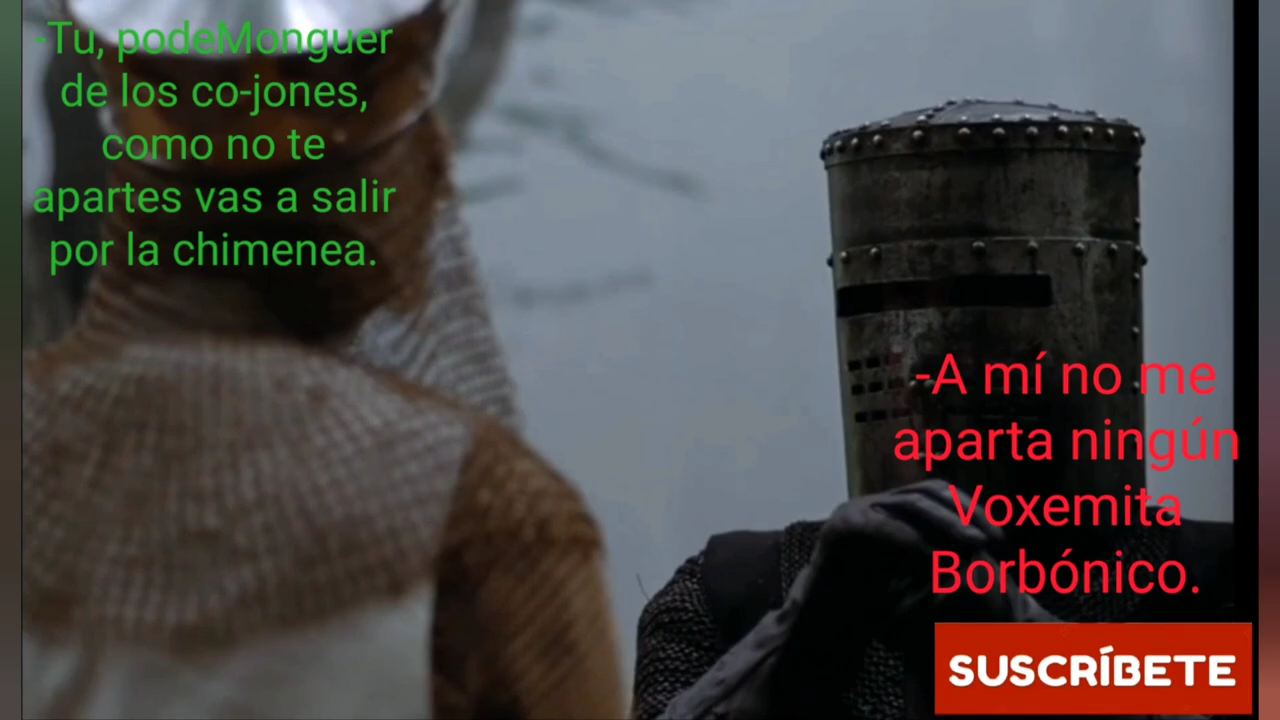 -Tu, podeMonguer
de los co-jones,
como no te
apartes vas a salir
por la chimenea.
-A mí no me
aparta ningún
Voxemita
Borbónico.
SUSCRÍBETE